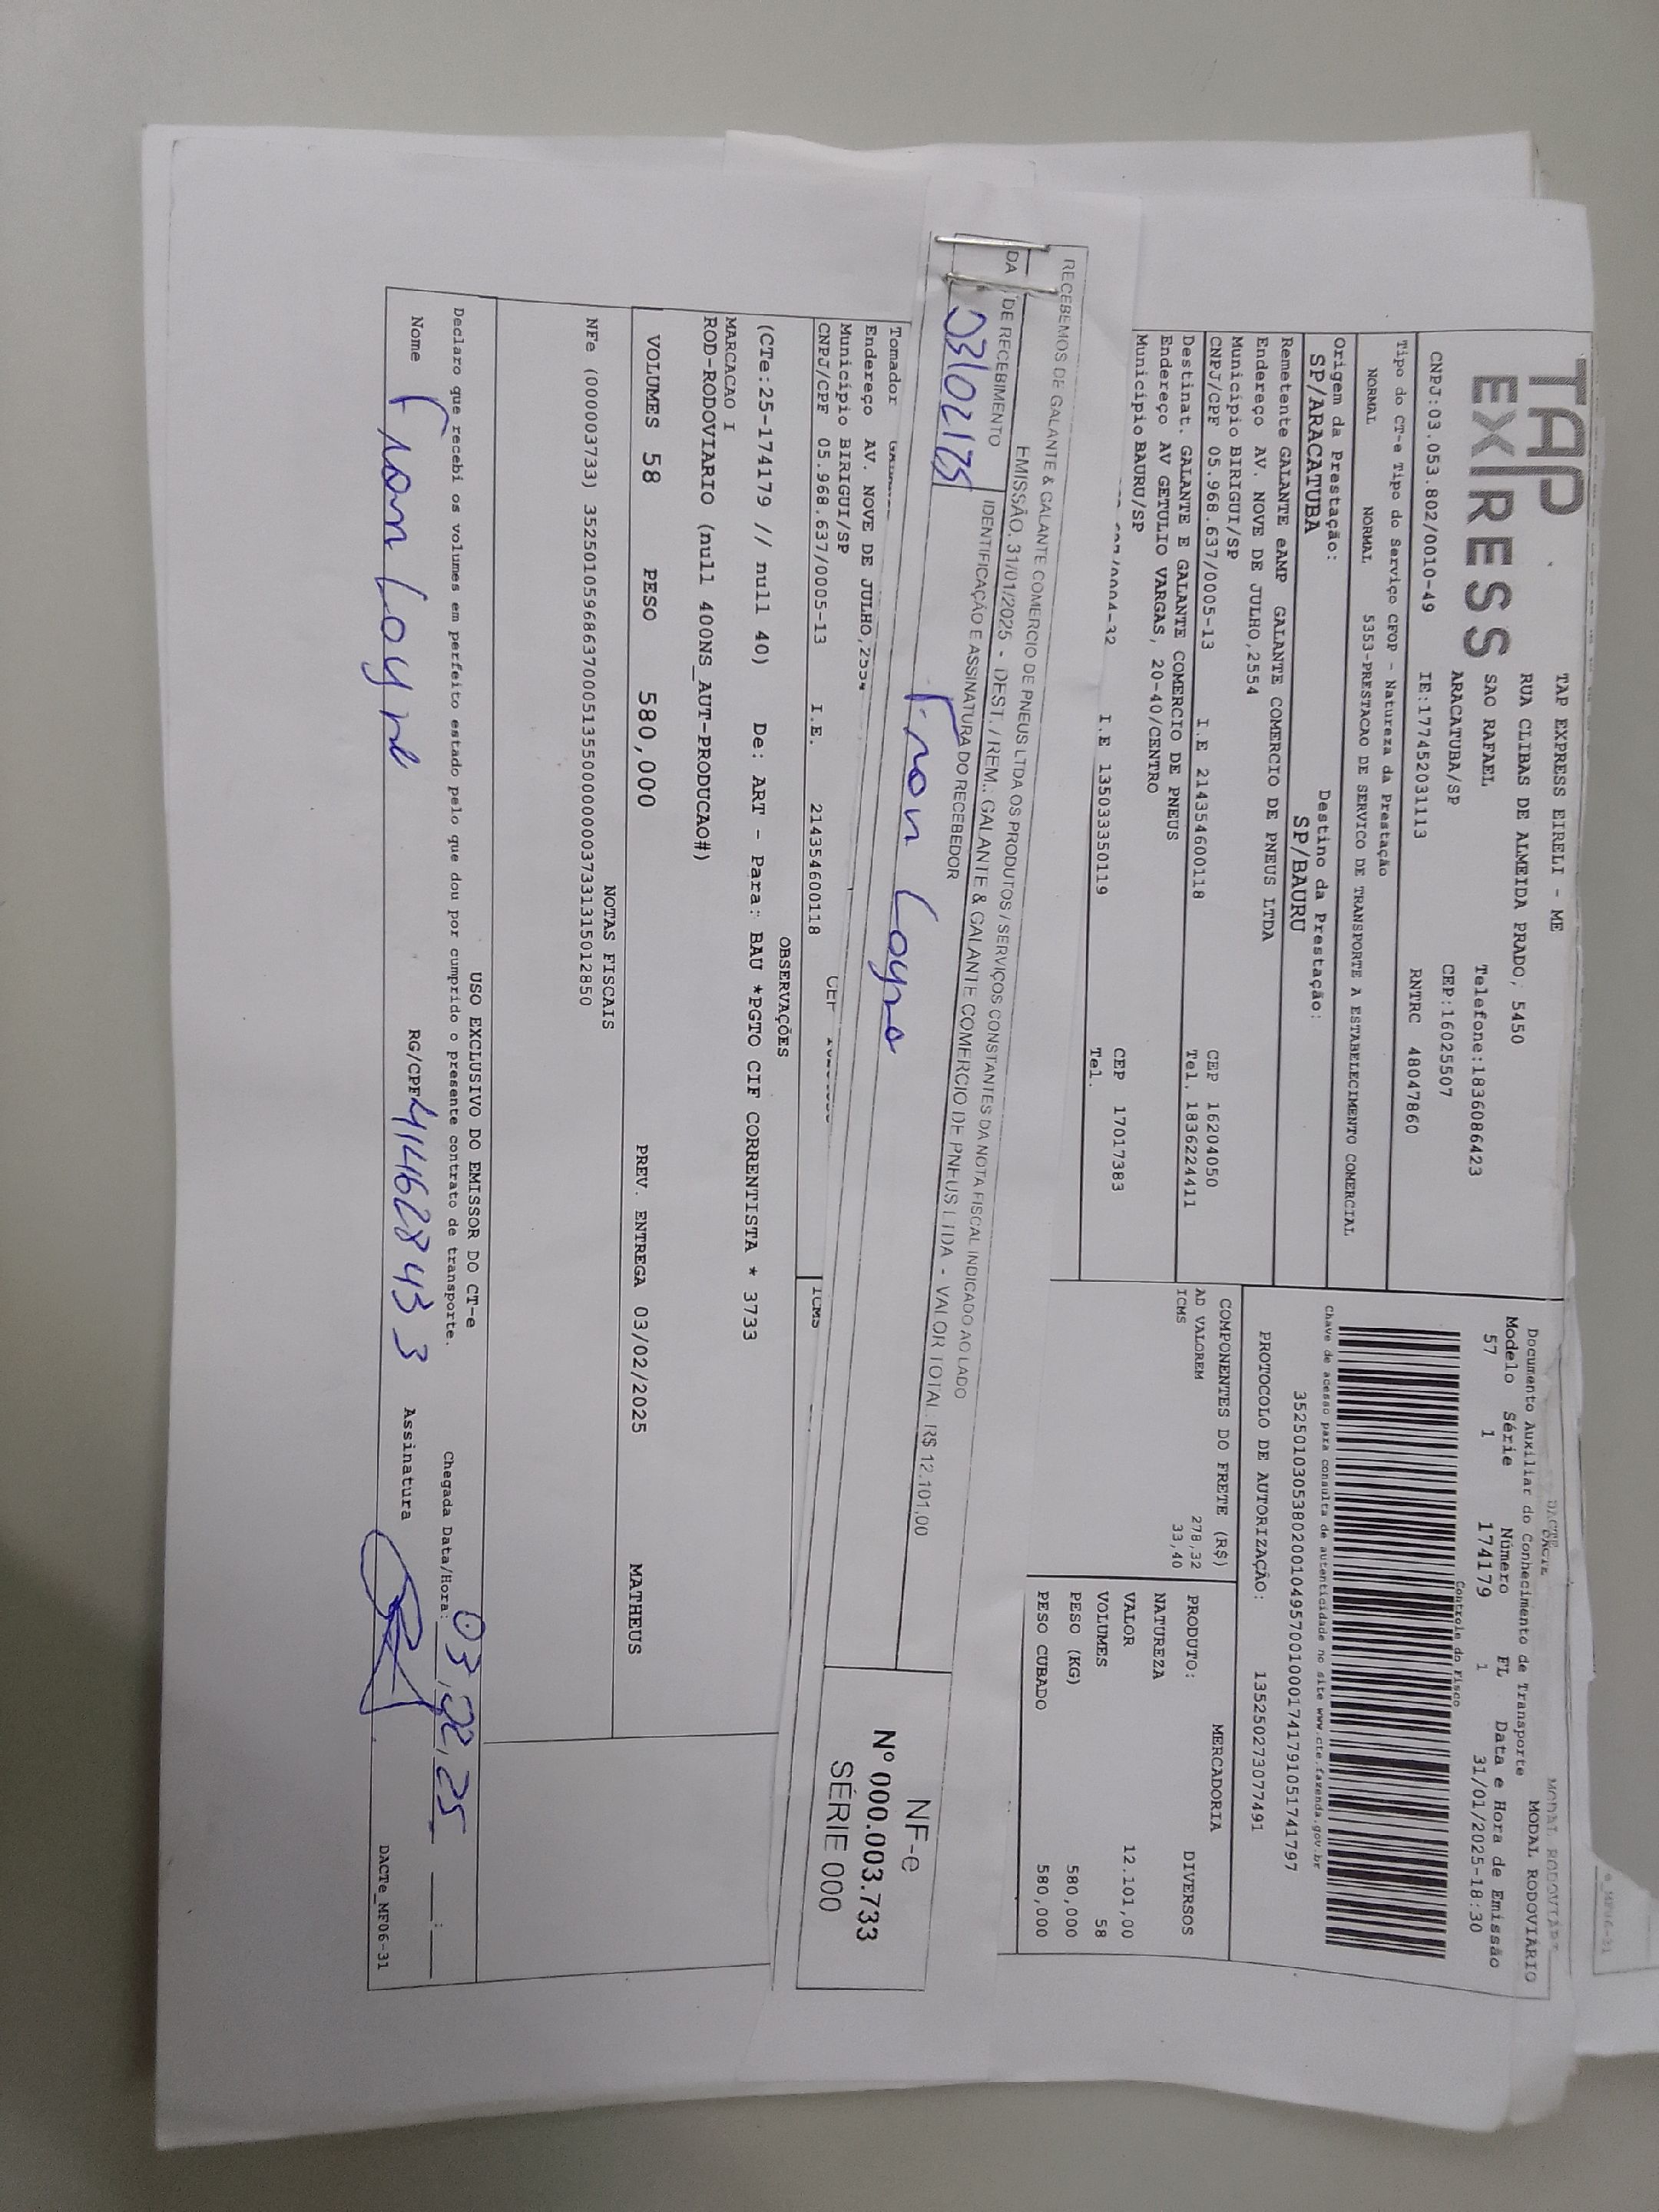 TAP EXPRESS
TAP EXPRESS EIRELI - ME
RUA CLIBAS DE ALMEIDA PRADO, 5450
SAO RAFAEL Telefone:1836086423
ARACATUBA/SP CEP:16025507
CNPJ:03.053.802/0010-49 IE:177452031113 RNTRC 48047860
Tipo do CT-e Tipo do Serviço CFOP - Natureza da Prestação
NORMAL NORMAL 5353-PRESTACAO DE SERVICO DE TRANSPORTE A ESTABELECIMENTO COMERCIAL
Origem da Prestação: Destino da Prestação:
SP/ARACATUBA SP/BAURU
Remetente GALANTE eAMP GALANTE COMERCIO DE PNEUS LTDA
Endereço AV. NOVE DE JULHO,2554
Município BIRIGUI/SP CEP 16204050
CNPJ/CPF 05.968.637/0005-13 I.E 214354600118 Tel. 1836224411
Destinat. GALANTE E GALANTE COMERCIO DE PNEUS
Endereço AV GETULIO VARGAS, 20-40/CENTRO
Município BAURU/SP CEP 17017383
/0004-32 I.E 135033350119 Tel.
DACTE MODAL RODOVIARIO
Documento Auxiliar do Conhecimento de Transporte
Modelo Série Número FL Data e Hora de Emissão
57 1 174179 1 31/01/2025-18:30
Controle do Fisco
Chave de acesso para consulta de autenticidade no site www.cte.fazenda.gov.br
35250103053802001049570010001741791051741797
PROTOCOLO DE AUTORIZAÇÃO: 135250273077491
COMPONENTES DO FRETE (R$)
AD VALOREM 278,32
ICMS 33,40
MERCADORIA
PRODUTO: DIVERSOS
NATUREZA
VALOR 12.101,00
VOLUMES 58
PESO (KG) 580,000
PESO CUBADO 580,000
RECEBEMOS DE GALANTE & GALANTE COMERCIO DE PNEUS LTDA OS PRODUTOS / SERVIÇOS CONSTANTES DA NOTA FISCAL INDICADO AO LADO
EMISSÃO: 31/01/2025 - DEST. / REM.: GALANTE & GALANTE COMERCIO DE PNEUS LTDA - VALOR TOTAL: R$ 12.101,00
DA DE RECEBIMENTO IDENTIFICAÇÃO E ASSINATURA DO RECEBEDOR
03/02/25
NF-e
Nº 000.003.733
SÉRIE 000
Tomador
Endereço AV. NOVE DE JULHO,2554
Município BIRIGUI/SP
CNPJ/CPF 05.968.637/0005-13 I.E. 214354600118 CEP
ICMS
OBSERVAÇÕES
(CTe:25-174179 // null 40) De: ART - Para: BAU *PGTO CIF CORRENTISTA * 3733
MARCACAO I
ROD-RODOVIARIO (null 400NS_AUT-PRODUCAO#)
VOLUMES 58 PESO 580,000 PREV. ENTREGA 03/02/2025 MATHEUS
NOTAS FISCAIS
NFe (000003733) 35250105968637000513550000000037331315012850
USO EXCLUSIVO DO EMISSOR DO CT-e
Declaro que recebi os volumes em perfeito estado pelo que dou por cumprido o presente contrato de transporte.
Chegada Data/Hora: 03,02,25 __:__
Nome RG/CPF Assinatura
DACTe_MF06-31